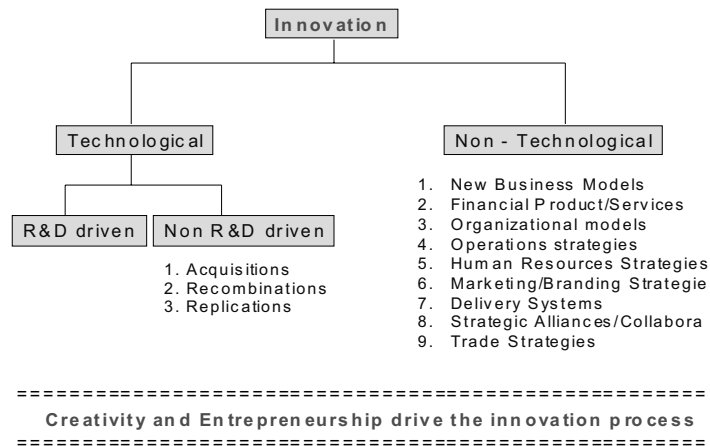 Innovation
Technological
Non - Technological
R&D driven
Non R&D driven
1. Acquisitions
2. Recombinations
3. Replications
1. New Business Models
2. Financial Product/Services
3. Organizational models
4. Operations strategies
5. Human Resources Strategies
6. Marketing/Branding Strategie
7. Delivery Systems
8. Strategic Alliances/Collabora
9. Trade Strategies
Creativity and Entrepreneurship drive the innovation process